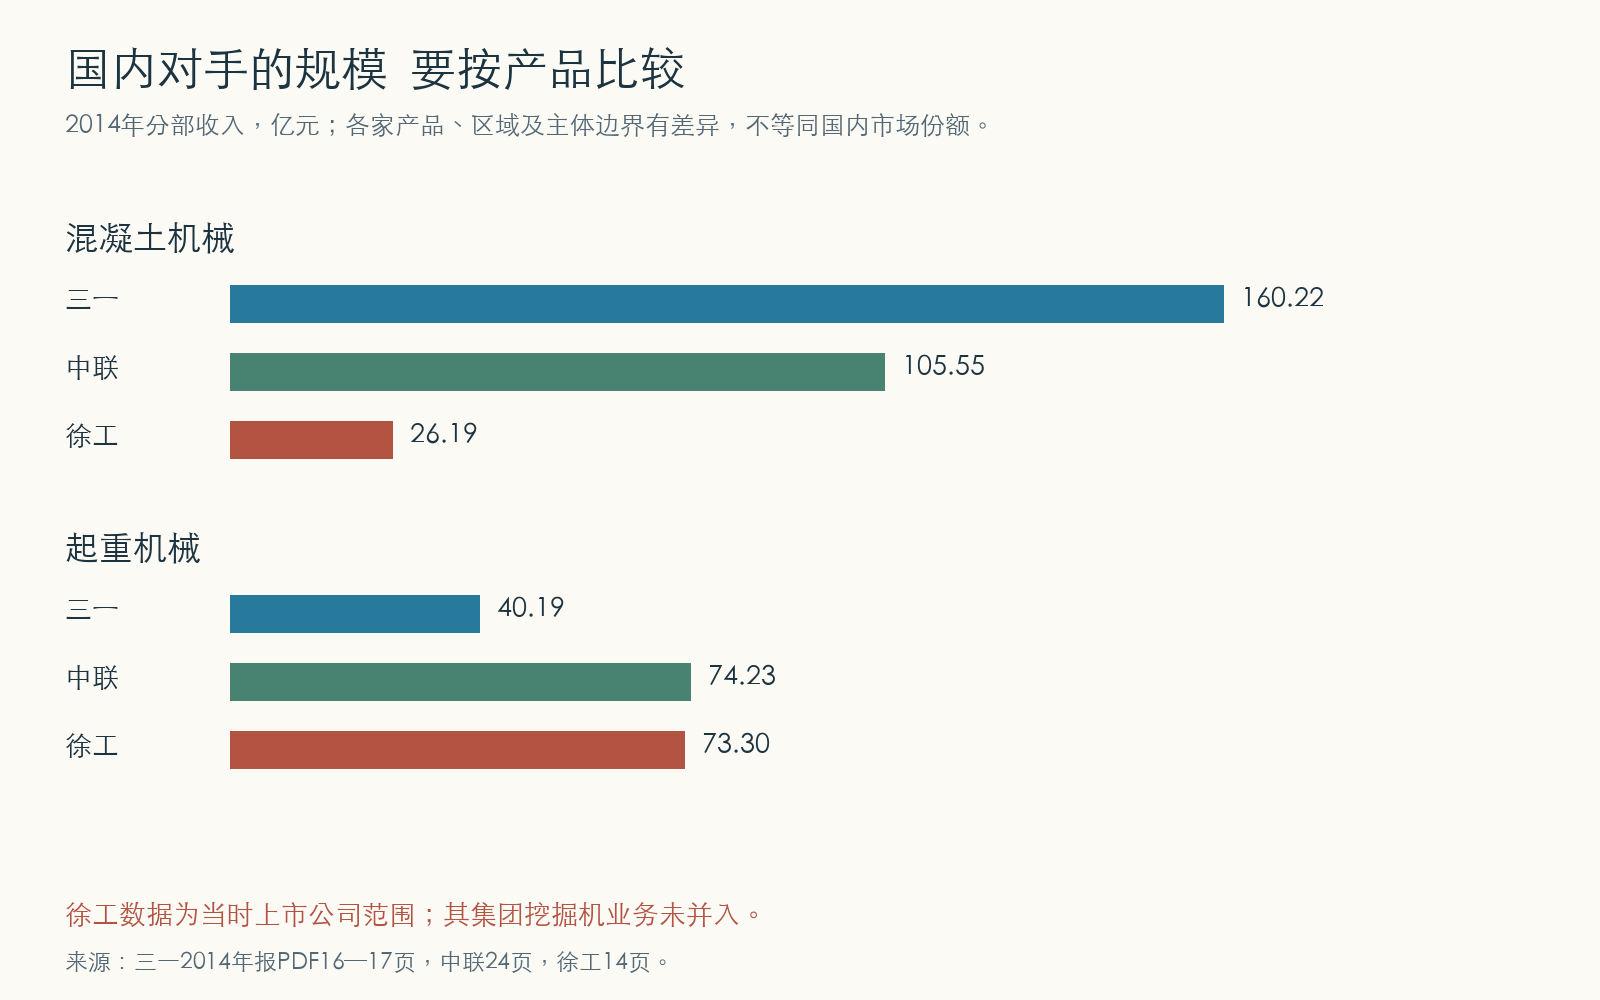 国内对手的规模 要按产品比较
2014年分部收入，亿元；各家产品、区域及主体边界有差异，不等同国内市场份额。
混凝土机械
三一 160.22
中联 105.55
徐工 26.19
起重机械
三一 40.19
中联 74.23
徐工 73.30
徐工数据为当时上市公司范围；其集团挖掘机业务未并入。
来源：三一2014年报PDF16—17页，中联24页，徐工14页。